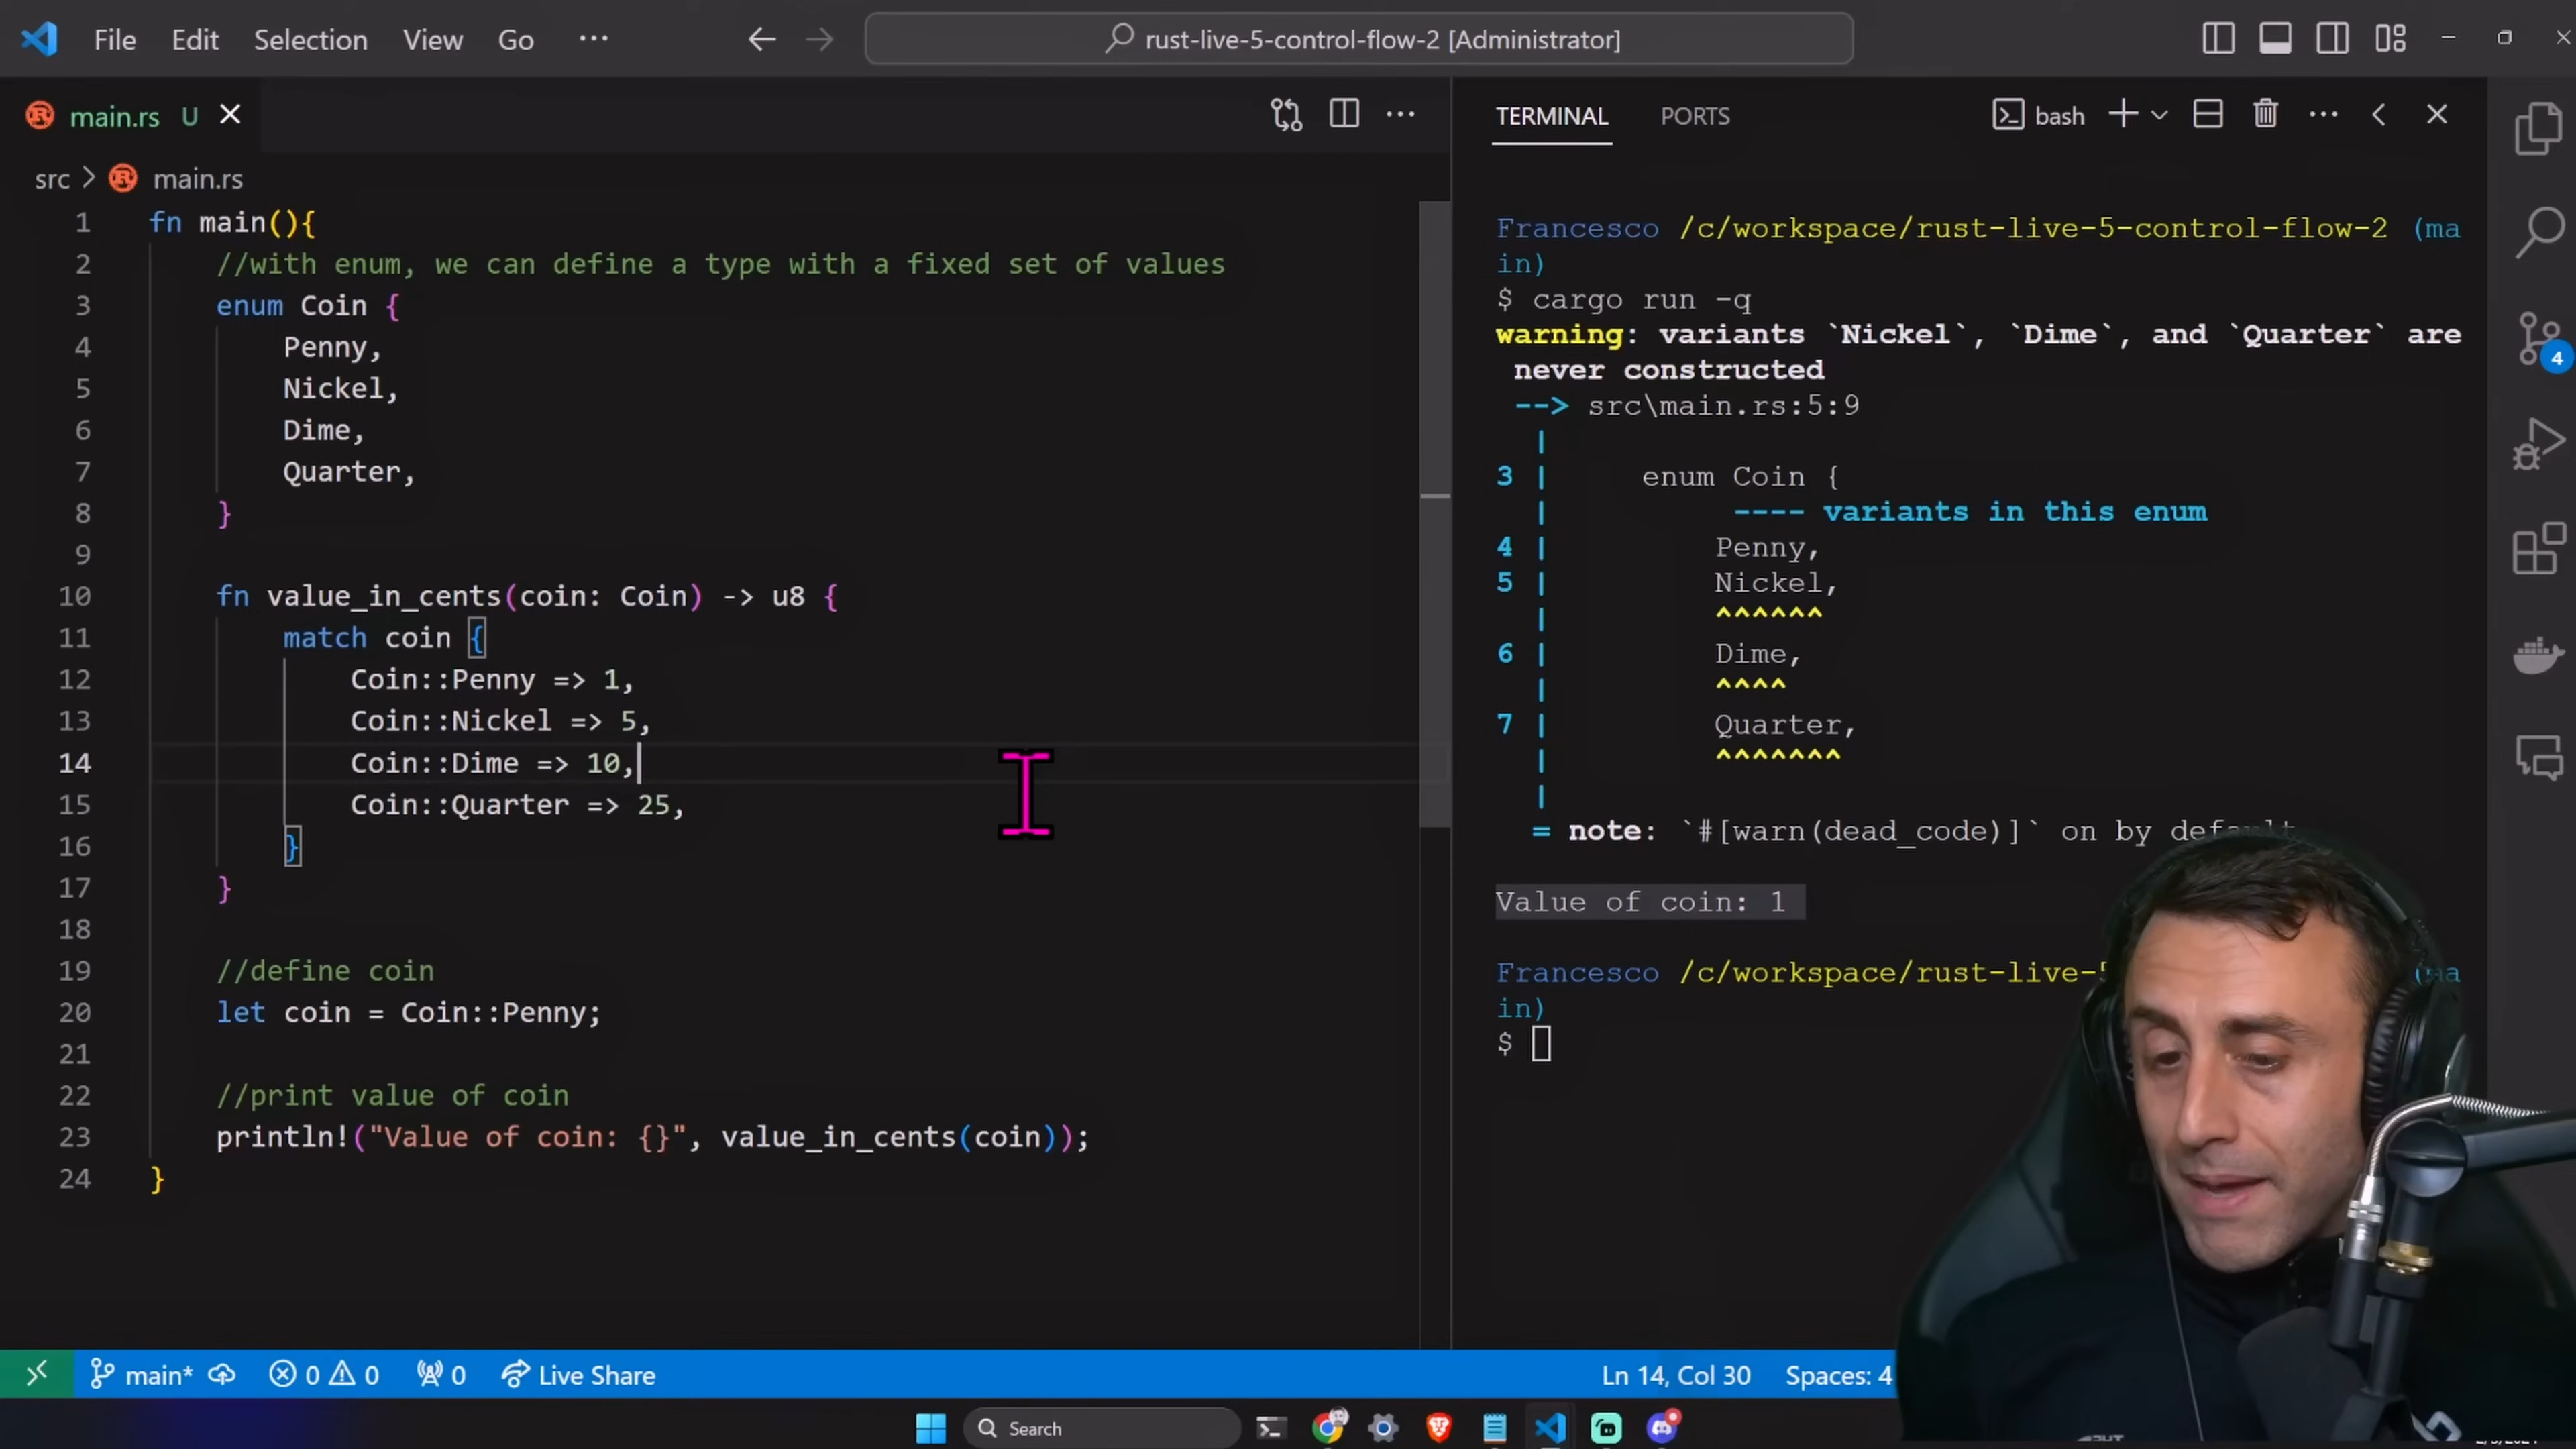 File Edit Selection View Go ...
rust-live-5-control-flow-2 [Administrator]
main.rs U
src > main.rs
1 fn main(){
2 //with enum, we can define a type with a fixed set of values
3 enum Coin {
4 Penny,
5 Nickel,
6 Dime,
7 Quarter,
8 }
9
10 fn value_in_cents(coin: Coin) -> u8 {
11 match coin {
12 Coin::Penny => 1,
13 Coin::Nickel => 5,
14 Coin::Dime => 10,
15 Coin::Quarter => 25,
16 }
17 }
18
19 //define coin
20 let coin = Coin::Penny;
21
22 //print value of coin
23 println!("Value of coin: {}", value_in_cents(coin));
24 }
TERMINAL PORTS
bash
Francesco /c/workspace/rust-live-5-control-flow-2 (ma
in)
$ cargo run -q
warning: variants `Nickel`, `Dime`, and `Quarter` are
never constructed
--> src\main.rs:5:9
|
3 | enum Coin {
| ---- variants in this enum
4 | Penny,
5 | Nickel,
| ^^^^^^
6 | Dime,
| ^^^^
7 | Quarter,
| ^^^^^^^
|
= note: `#[warn(dead_code)]` on by default
Value of coin: 1
Francesco /c/workspace/rust-live-5 (ma
in)
$
4
main* 0 0 0 Live Share
Ln 14, Col 30 Spaces: 4
Search